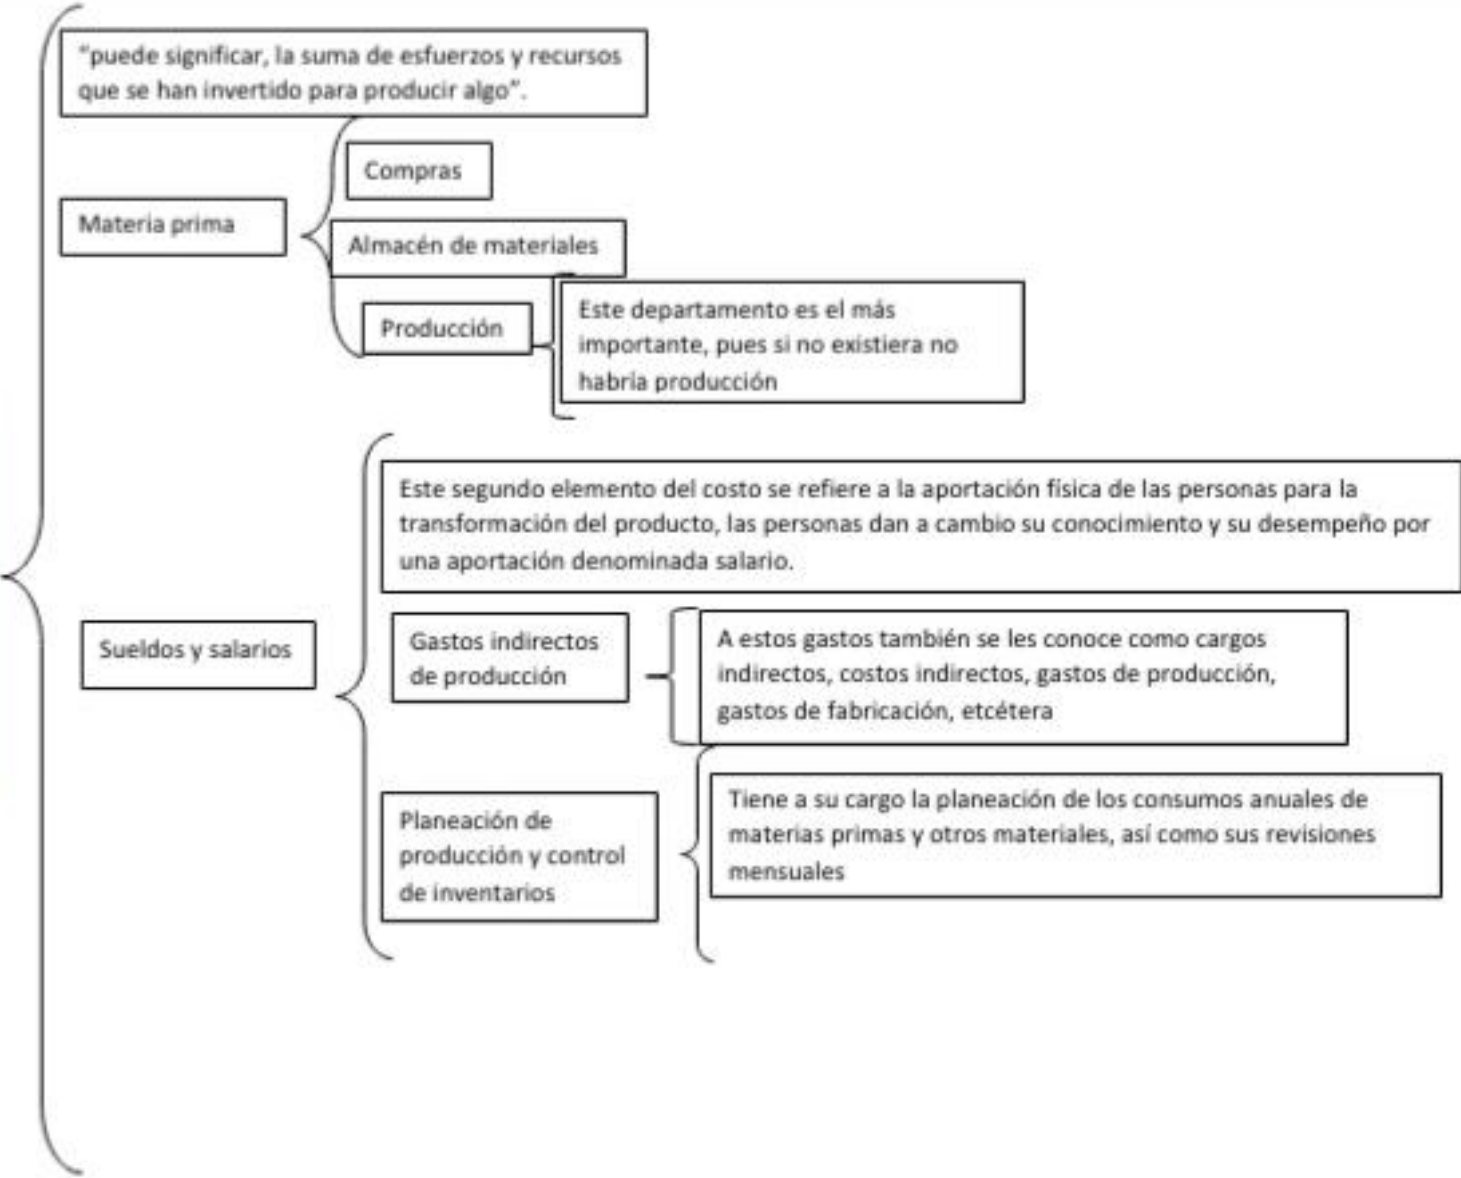 “puede significar, la suma de esfuerzos y recursos
que se han invertido para producir algo”.
Compras
Materia prima
Almacén de materiales
Producción
Este departamento es el más
importante, pues si no existiera no
habría producción
Este segundo elemento del costo se refiere a la aportación física de las personas para la
transformación del producto, las personas dan a cambio su conocimiento y su desempeño por
una aportación denominada salario.
Sueldos y salarios
Gastos indirectos
de producción
A estos gastos también se les conoce como cargos
indirectos, costos indirectos, gastos de producción,
gastos de fabricación, etcétera
Planeación de
producción y control
de inventarios
Tiene a su cargo la planeación de los consumos anuales de
materias primas y otros materiales, así como sus revisiones
mensuales